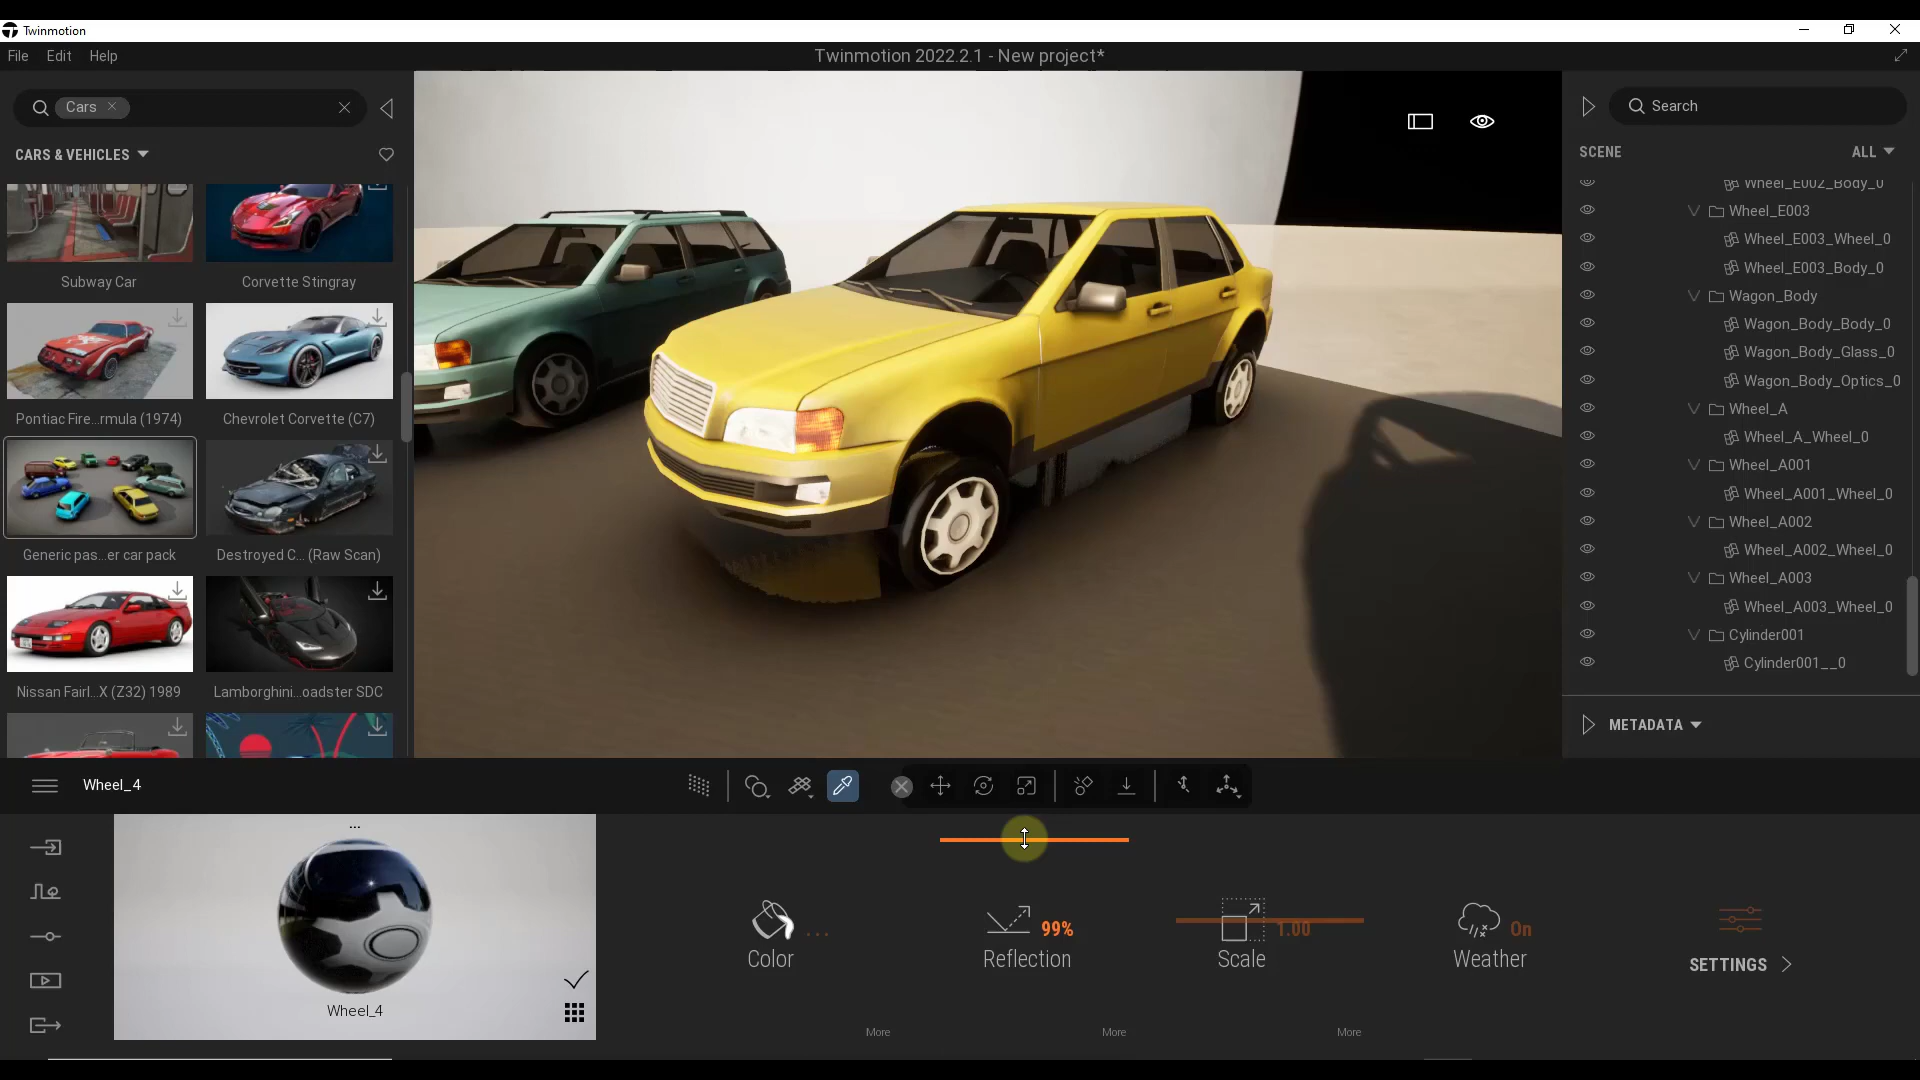 Twinmotion
File Edit Help
Twinmotion 2022.2.1 - New project*
Cars
CARS & VEHICLES
Subway Car
Corvette Stingray
Pontiac Fire...rmula (1974)
Chevrolet Corvette (C7)
Generic pas...er car pack
Destroyed C... (Raw Scan)
Nissan Fairl...X (Z32) 1989
Lamborghini...oadster SDC
Search
SCENE
ALL
Wheel_E002_Body_0
Wheel_E003
Wheel_E003_Wheel_0
Wheel_E003_Body_0
Wagon_Body
Wagon_Body_Body_0
Wagon_Body_Glass_0
Wagon_Body_Optics_0
Wheel_A
Wheel_A_Wheel_0
Wheel_A001
Wheel_A001_Wheel_0
Wheel_A002
Wheel_A002_Wheel_0
Wheel_A003
Wheel_A003_Wheel_0
Cylinder001
Cylinder001__0
METADATA
Wheel_4
...
Wheel_4
Color ...
Reflection 99%
Scale 1.00
Weather On
SETTINGS
More
More
More